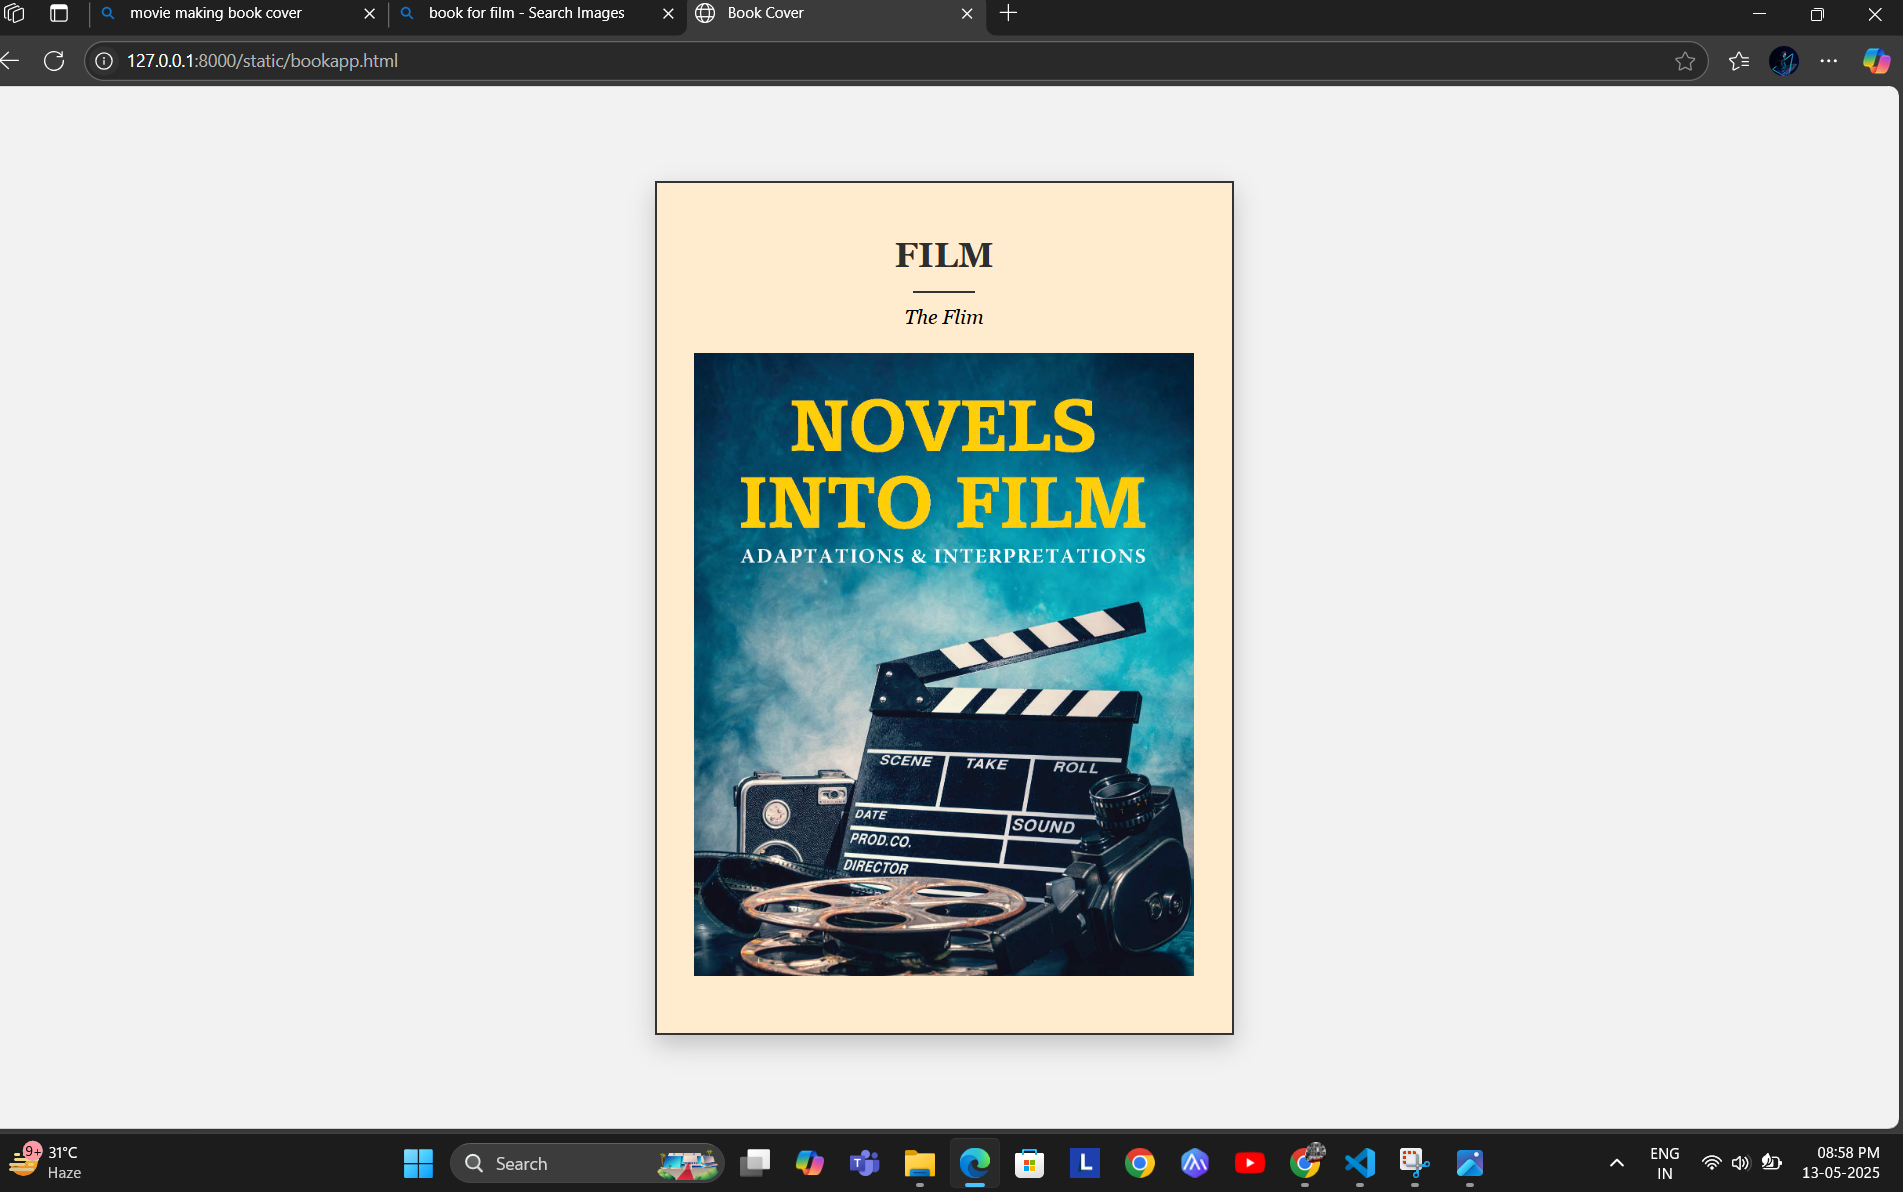 movie making book cover
book for film - Search Images
Book Cover
127.0.0.1:8000/static/bookapp.html
FILM
The Flim
NOVELS
INTO FILM
ADAPTATIONS & INTERPRETATIONS
SCENE TAKE ROLL
DATE
SOUND
PROD.CO.
DIRECTOR
9+
31°C
Haze
Search
T
L
ENG
IN
08:58 PM
13-05-2025